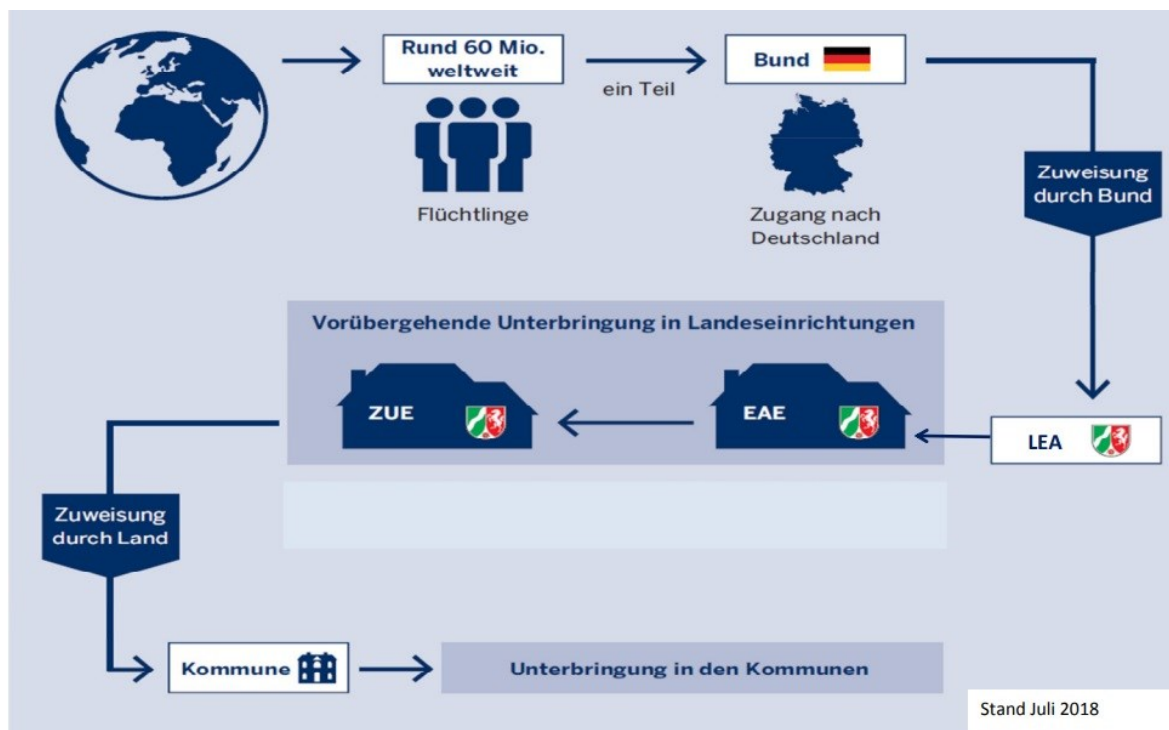 Rund 60 Mio.
weltweit
ein Teil
Bund
Flüchtlinge
Zugang nach
Deutschland
Zuweisung
durch Bund
Vorübergehende Unterbringung in Landeseinrichtungen
ZUE
EAE
LEA
Zuweisung
durch Land
Kommune
Unterbringung in den Kommunen
Stand Juli 2018